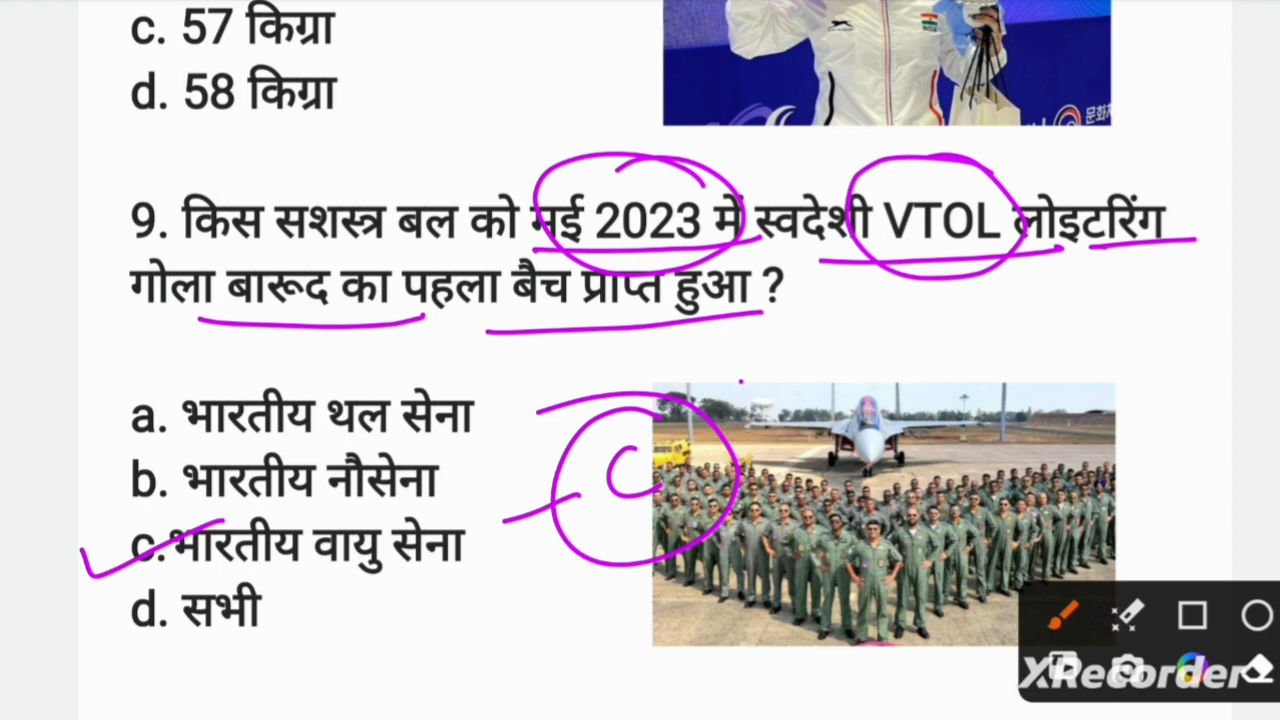 c. 57 किग्रा
d. 58 किग्रा
9. किस सशस्त्र बल को मई 2023 में स्वदेशी VTOL लोइटरिंग
गोला बारूद का पहला बैच प्राप्त हुआ ?
a. भारतीय थल सेना
b. भारतीय नौसेना
c.भारतीय वायु सेना
d. सभी
C
XRecorder